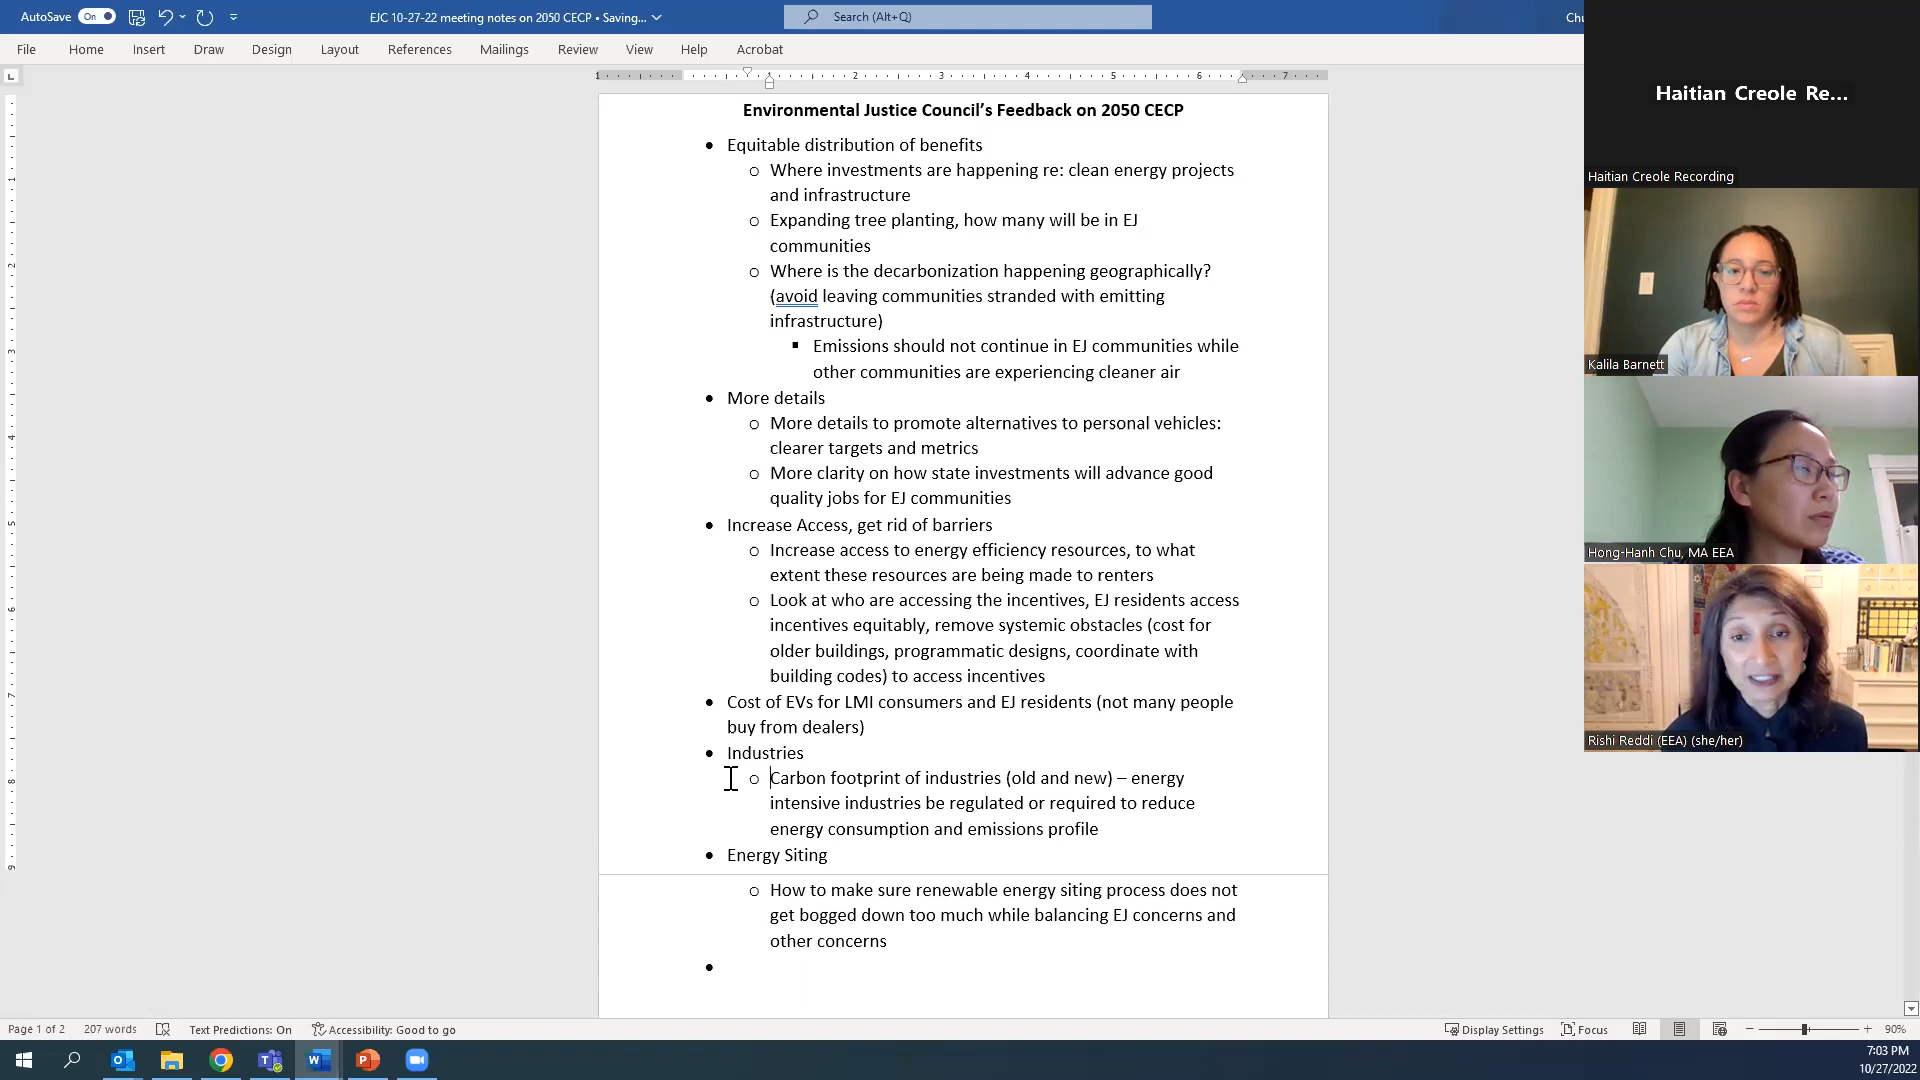 AutoSave On EJC 10-27-22 meeting notes on 2050 CECP • Saving... Search (Alt+Q)
File Home Insert Draw Design Layout References Mailings Review View Help Acrobat
1 1 2 3 4 5 6 7
Environmental Justice Council's Feedback on 2050 CECP
• Equitable distribution of benefits
o Where investments are happening re: clean energy projects
and infrastructure
o Expanding tree planting, how many will be in EJ
communities
o Where is the decarbonization happening geographically?
(avoid leaving communities stranded with emitting
infrastructure)
▪ Emissions should not continue in EJ communities while
other communities are experiencing cleaner air
• More details
o More details to promote alternatives to personal vehicles:
clearer targets and metrics
o More clarity on how state investments will advance good
quality jobs for EJ communities
• Increase Access, get rid of barriers
o Increase access to energy efficiency resources, to what
extent these resources are being made to renters
o Look at who are accessing the incentives, EJ residents access
incentives equitably, remove systemic obstacles (cost for
older buildings, programmatic designs, coordinate with
building codes) to access incentives
• Cost of EVs for LMI consumers and EJ residents (not many people
buy from dealers)
• Industries
o Carbon footprint of industries (old and new) – energy
intensive industries be regulated or required to reduce
energy consumption and emissions profile
• Energy Siting
o How to make sure renewable energy siting process does not
get bogged down too much while balancing EJ concerns and
other concerns
•
Haitian Creole Re...
Haitian Creole Recording
Kalila Barnett
Hong-Hanh Chu, MA EEA
Rishi Reddi (EEA) (she/her)
Page 1 of 2 207 words Text Predictions: On Accessibility: Good to go Display Settings Focus 90%
7:03 PM
10/27/2022